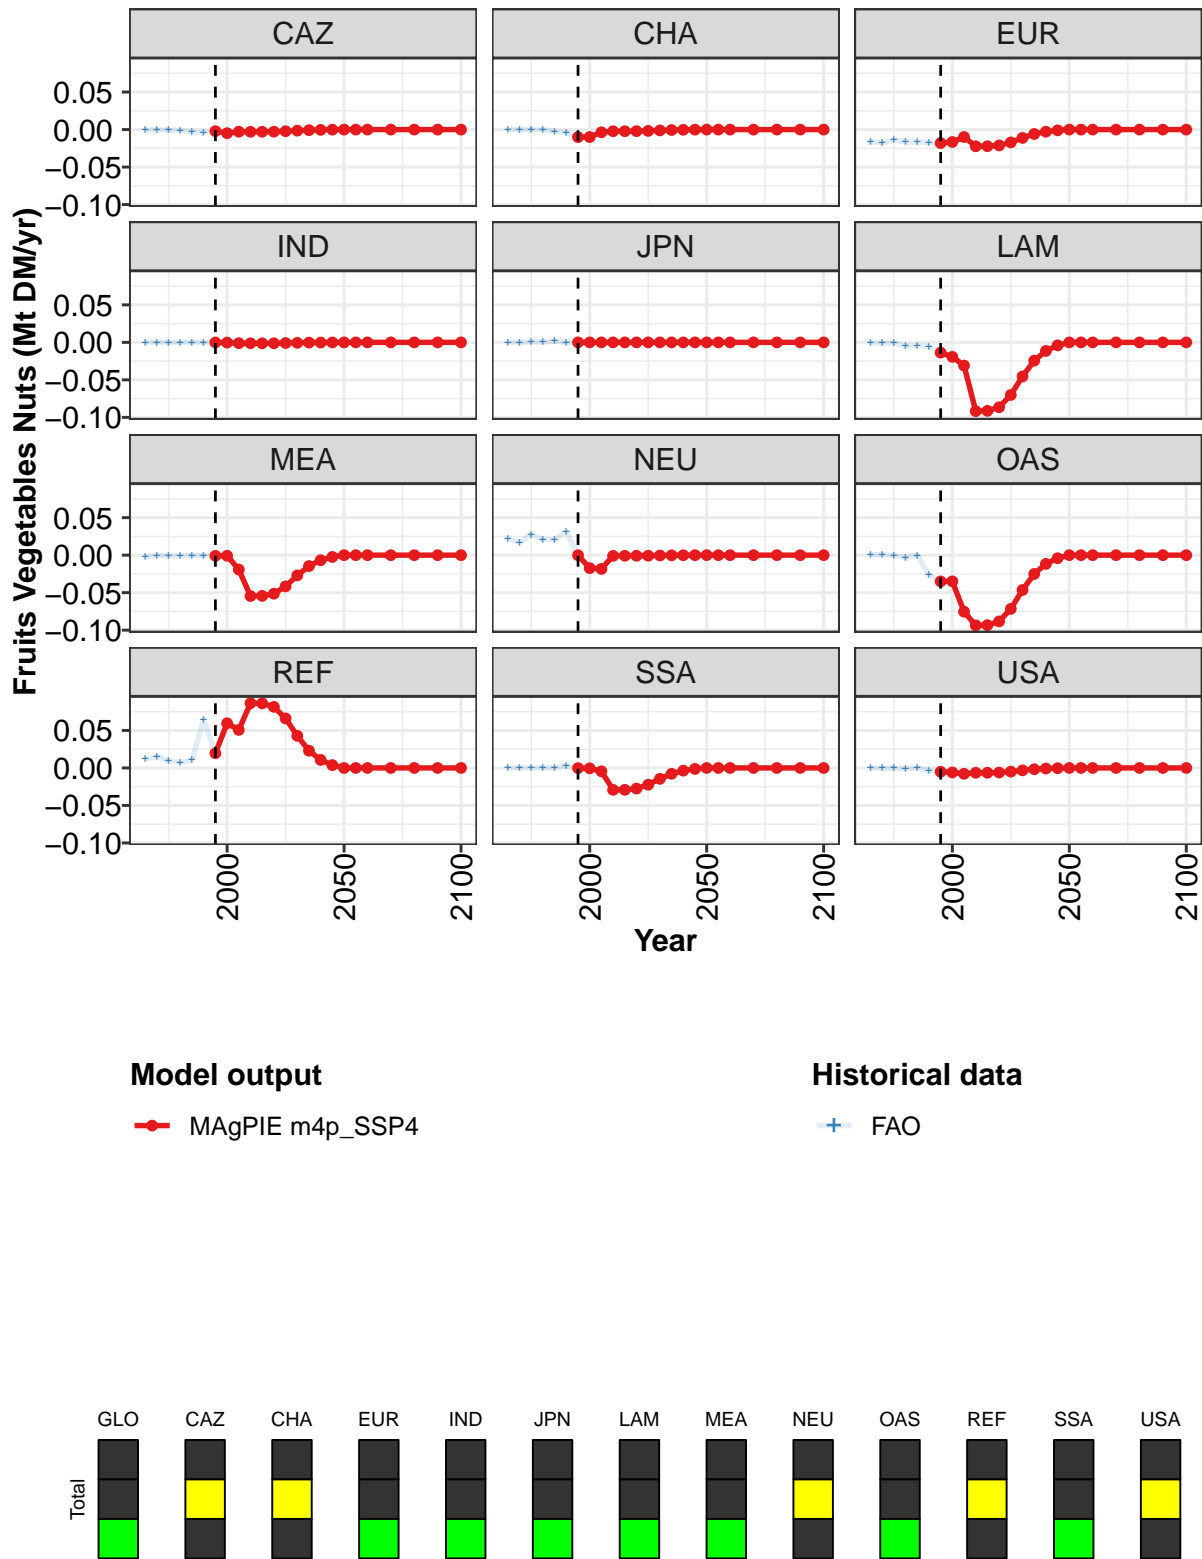 CAZ CHA EUR
0.05
0.00
−0.05
−0.10
IND JPN LAM
0.05
0.00
−0.05
−0.10
MEA NEU OAS
0.05
0.00
−0.05
−0.10
REF SSA USA
0.05
0.00
−0.05
−0.10
Fruits Vegetables Nuts (Mt DM/yr)
2000 2050 2100 2000 2050 2100 2000 2050 2100
Year
Model output Historical data
MAgPIE m4p_SSP4 FAO
GLO CAZ CHA EUR IND JPN LAM MEA NEU OAS REF SSA USA
Total